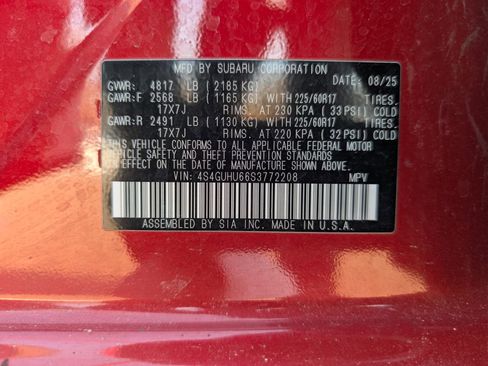 MFD BY SUBARU CORPORATION DATE: 08/25
GVWR: 4817 LB (2185 KG)
GAWR:F 2568 LB (1165 KG) WITH 225/60R17 TIRES.
17X7J RIMS. AT 230 KPA (33 PSI) COLD
GAWR:R 2491 LB (1130 KG) WITH 225/60R17 TIRES.
17X7J RIMS. AT 220 KPA (32 PSI) COLD
THIS VEHICLE CONFORMS TO ALL APPLICABLE FEDERAL MOTOR
VEHICLE SAFETY AND THEFT PREVENTION STANDARDS
IN EFFECT ON THE DATE OF MANUFACTURE SHOWN ABOVE.
VIN: 4S4GUHU66S3772208 MPV
ASSEMBLED BY SIA INC. MADE IN U.S.A.